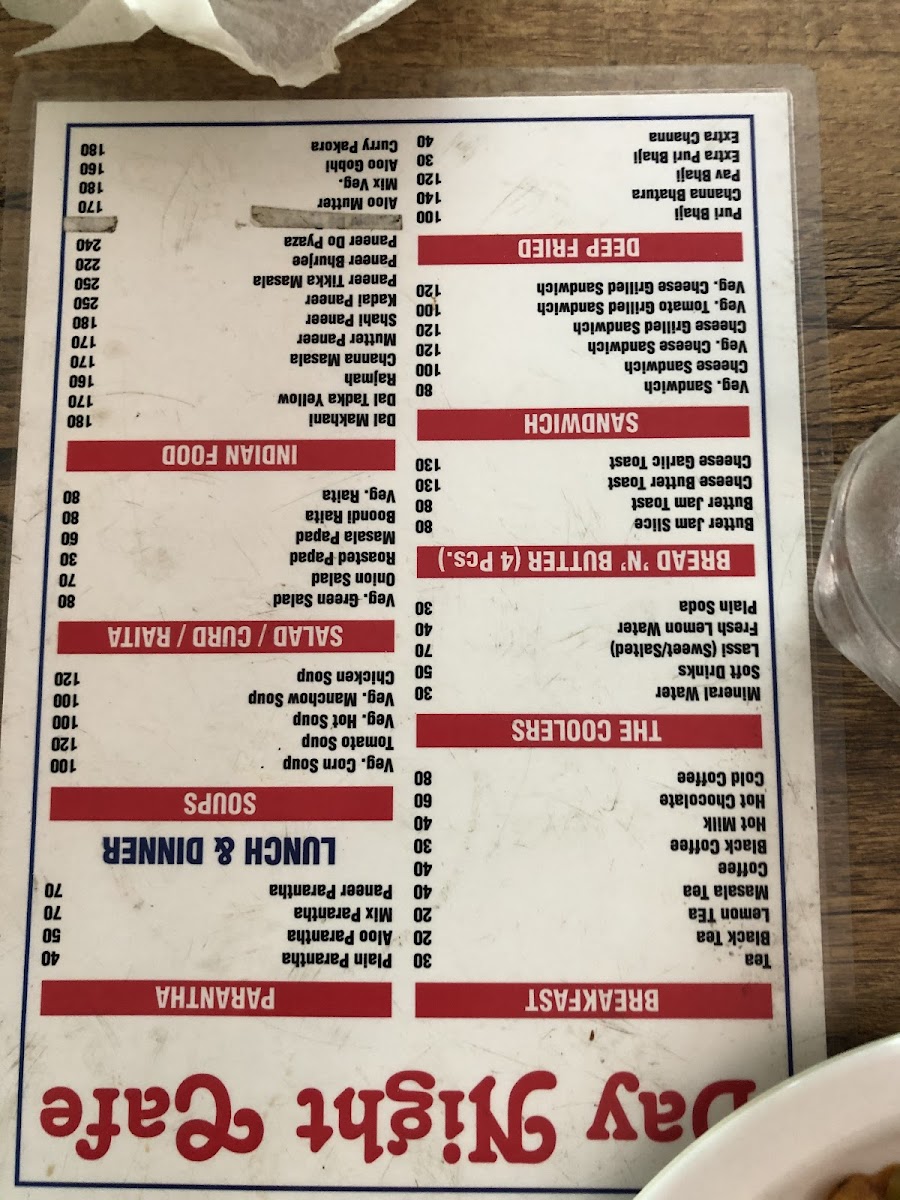 Day Night Cafe
BREAKFAST
Tea 30
Black Tea 20
Lemon TEa 20
Masala Tea 40
Coffee 40
Black Coffee 30
Hot Milk 40
Hot Chocolate 60
Cold Coffee 80
THE COOLERS
Mineral Water 30
Soft Drinks 50
Lassi (Sweet/Salted) 70
Fresh Lemon Water 40
Plain Soda 30
BREAD 'N' BUTTER (4 Pcs.)
Butter Jam Slice 80
Butter Jam Toast 80
Cheese Butter Toast 130
Cheese Garlic Toast 130
SANDWICH
Veg. Sandwich 80
Cheese Sandwich 100
Veg. Cheese Sandwich 120
Cheese Grilled Sandwich 120
Veg. Tomato Grilled Sandwich 100
Veg. Cheese Grilled Sandwich 120
DEEP FRIED
Puri Bhaji 100
Channa Bhatura 140
Pav Bhaji 120
Extra Puri Bhaji 30
Extra Channa 40
PARANTHA
Plain Parantha 40
Aloo Parantha 50
Mix Parantha 70
Paneer Parantha 70
LUNCH & DINNER
SOUPS
Veg. Corn Soup 100
Tomato Soup 120
Veg. Hot Soup 100
Veg. Manchow Soup 100
Chicken Soup 120
SALAD / CURD / RAITA
Veg. Green Salad 80
Onion Salad 70
Roasted Papad 30
Masala Papad 60
Boondi Raita 80
Veg. Raita 80
INDIAN FOOD
Dal Makhani 180
Dal Tadka Yellow 170
Rajmah 160
Channa Masala 170
Mutter Paneer 170
Shahi Paneer 180
Kadai Paneer 250
Paneer Tikka Masala 250
Paneer Bhurjee 220
Paneer Do Pyaza 240
Aloo Mutter 170
Mix Veg. 180
Aloo Gobhi 160
Curry Pakora 180